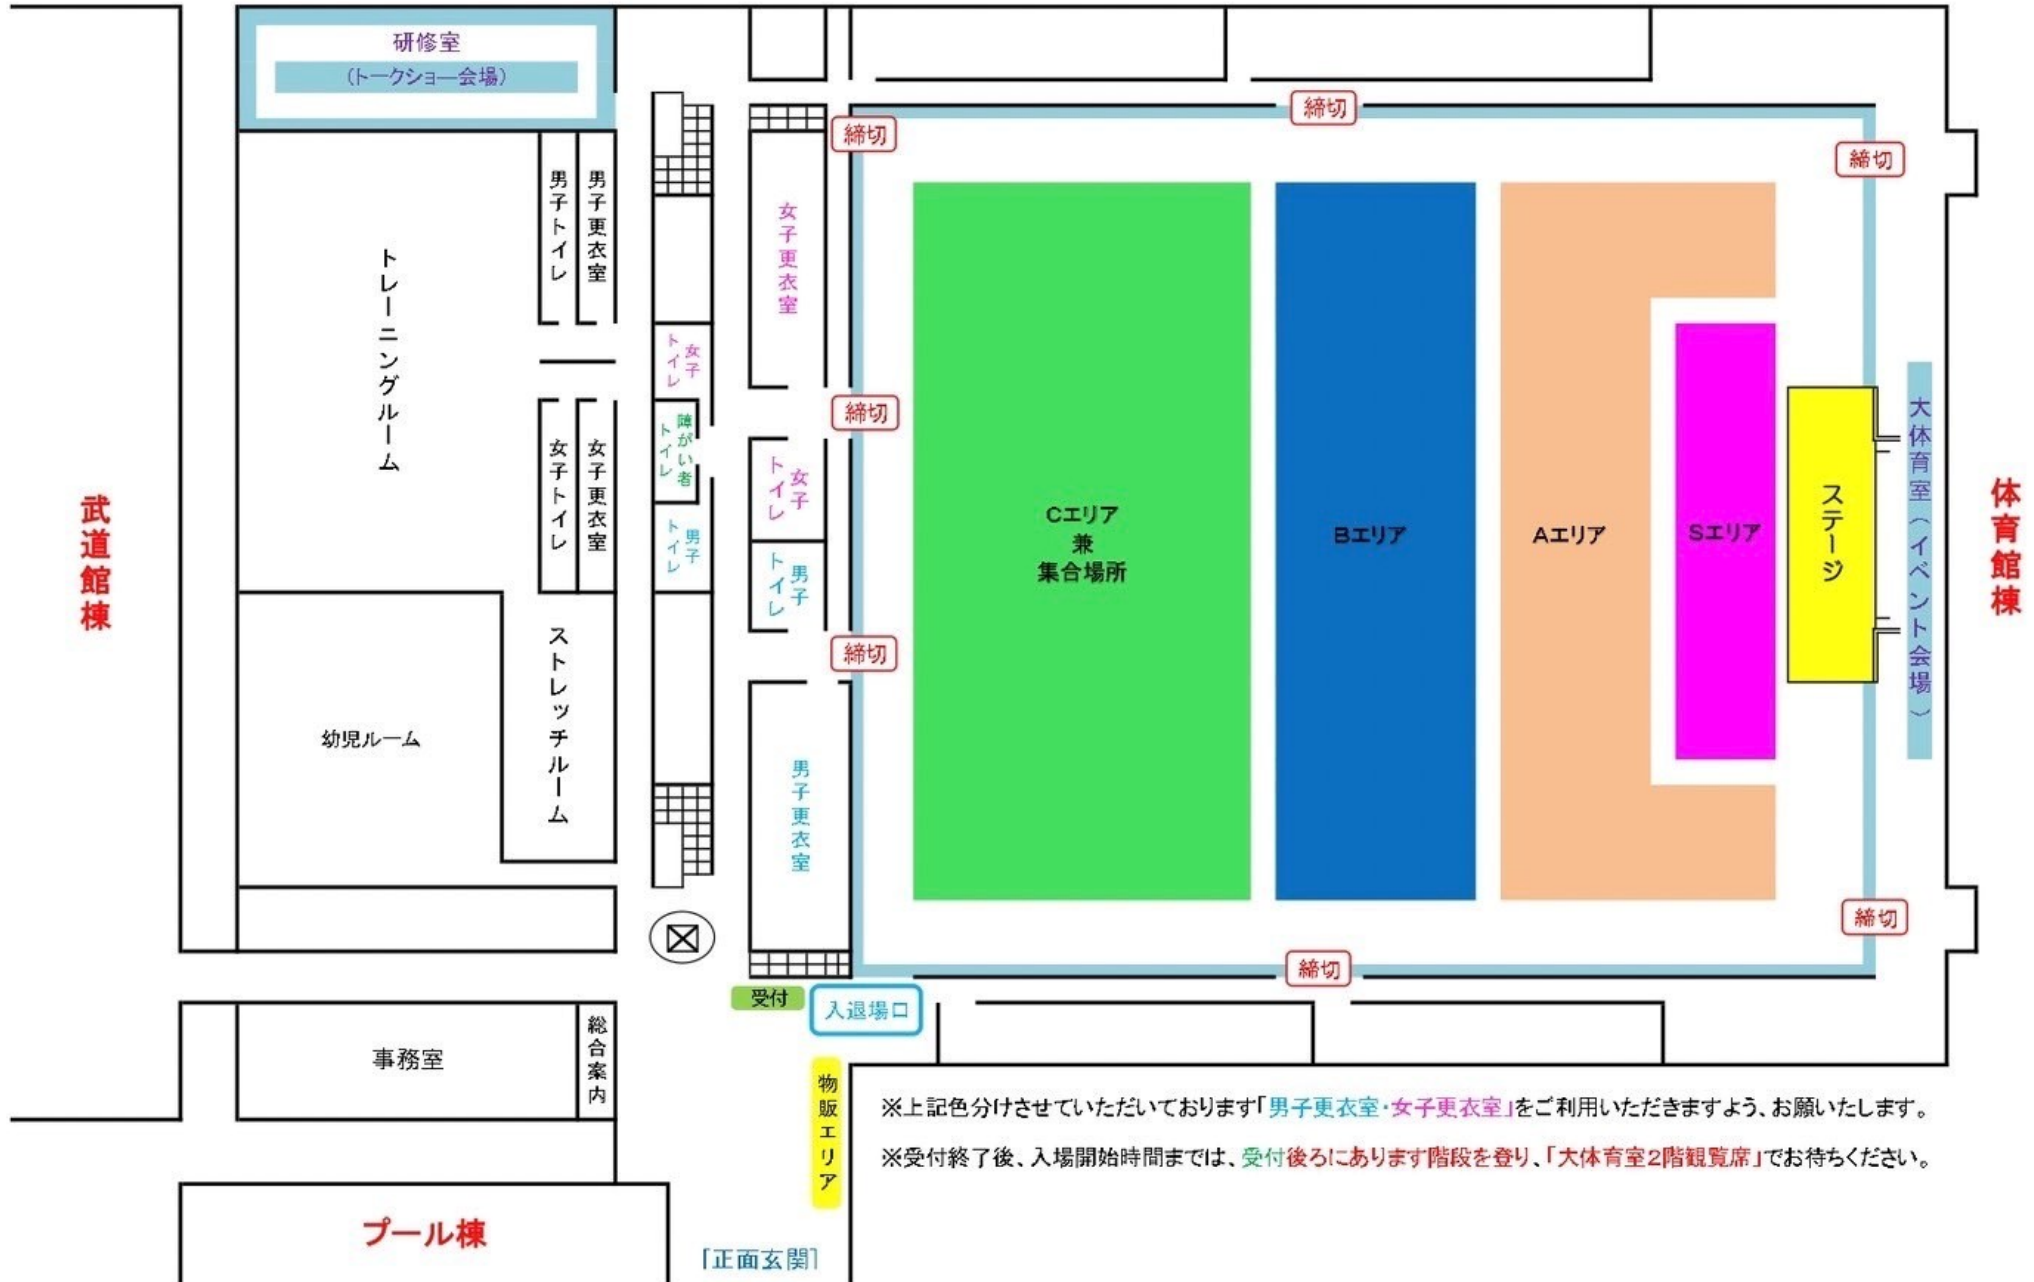 研修室
（トークショー会場）
締切
締切
締切
男子トイレ
男子更衣室
女子更衣室
トレーニングルーム
女子
トイレ
締切
障がい者
トイレ
女子トイレ
女子更衣室
女子
トイレ
男子
トイレ
男子
トイレ
締切
Cエリア
兼
集合場所
Bエリア
Aエリア
Sエリア
ステージ
大体育室（イベント会場）
武道館棟
体育館棟
ストレッチルーム
幼児ルーム
男子更衣室
締切
締切
受付
入退場口
事務室
総合案内
物販エリア
※上記色分けさせていただいております「男子更衣室・女子更衣室」をご利用いただきますよう、お願いたします。
※受付終了後、入場開始時間までは、受付後ろにあります階段を登り、「大体育室2階観覧席」でお待ちください。
プール棟
［正面玄関］